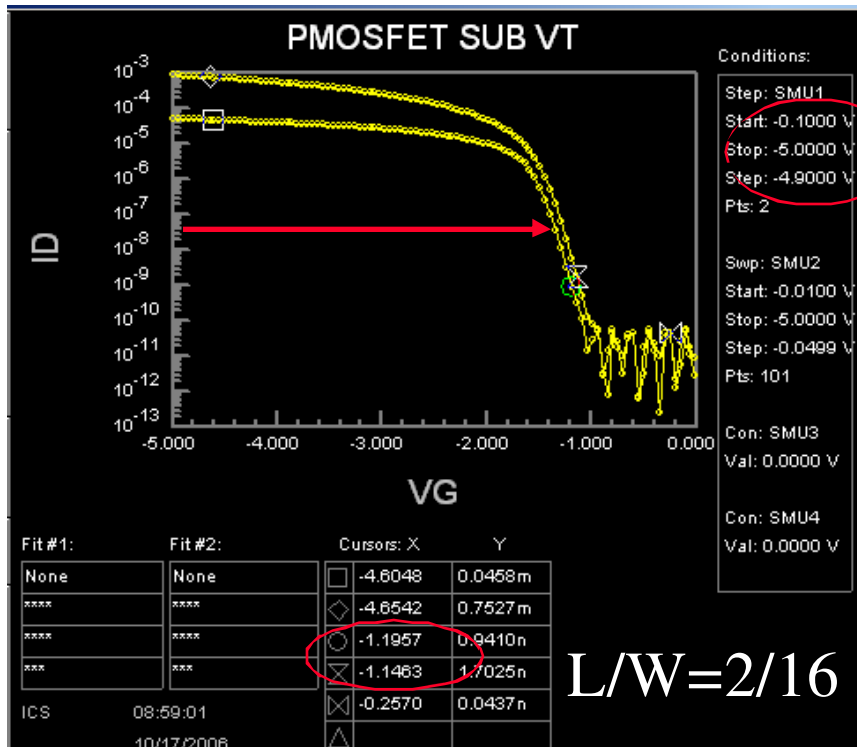 PMOSFET SUB VT
Conditions:
Step: SMU1
Start: -0.1000 V
Stop: -5.0000 V
Step: -4.9000 V
Pts: 2
Swp: SMU2
Start: -0.0100 V
Stop: -5.0000 V
Step: -0.0499 V
Pts: 101
Con: SMU3
Val: 0.0000 V
Con: SMU4
Val: 0.0000 V
ID
10^-3
10^-4
10^-5
10^-6
10^-7
10^-8
10^-9
10^-10
10^-11
10^-12
10^-13
-5.000 -4.000 -3.000 -2.000 -1.000 0.000
VG
Fit#1: Fit#2: Cursors: X Y
None None -4.6048 0.0458m
**** **** -4.6542 0.7527m
**** **** -1.1957 0.9410n
*** *** -1.1463 1.7025n
-0.2570 0.0437n
ICS 08:59:01
10/17/2006
L/W=2/16